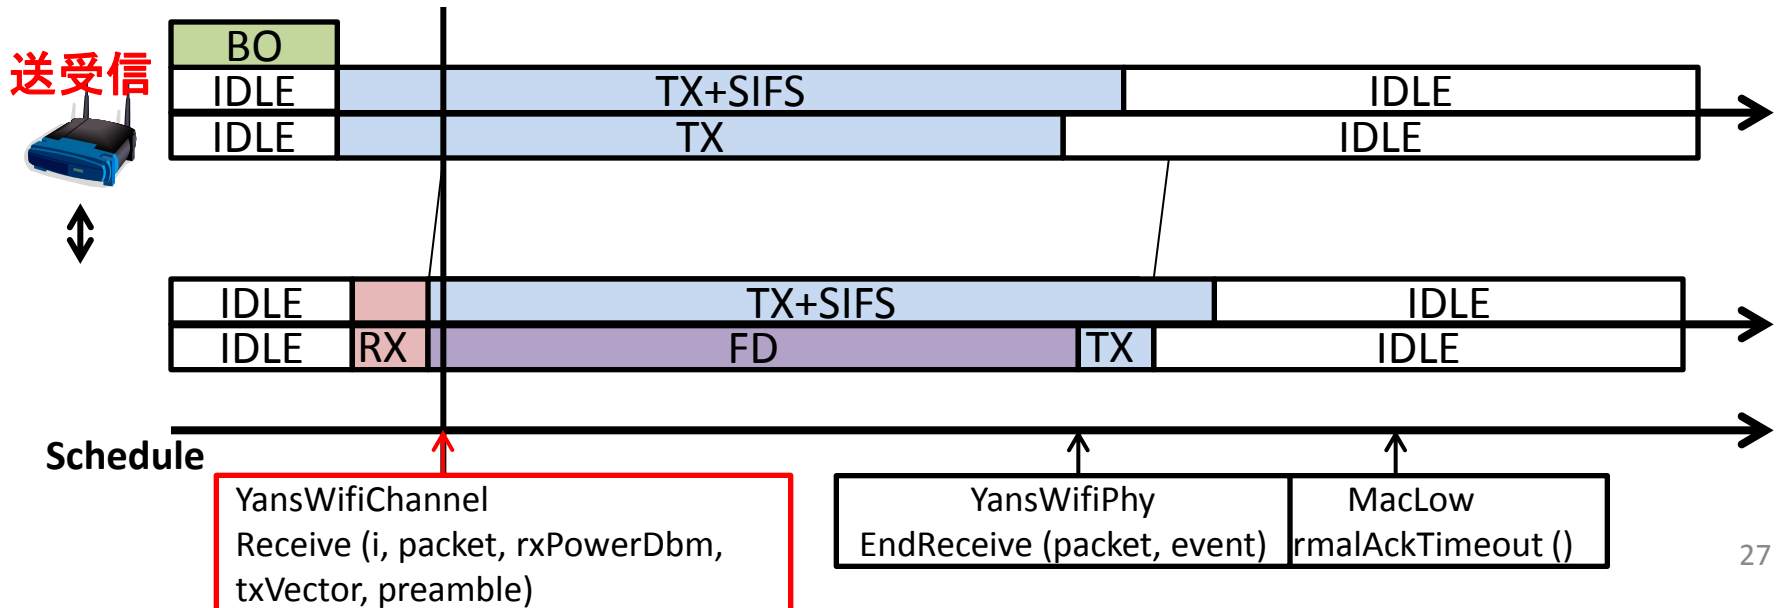 送受信
BO
IDLE
TX+SIFS
IDLE
IDLE
TX
IDLE
IDLE
TX+SIFS
IDLE
IDLE
RX
FD
TX
IDLE
Schedule
YansWifiChannel
Receive (i, packet, rxPowerDbm,
txVector, preamble)
YansWifiPhy
EndReceive (packet, event)
MacLow
rmalAckTimeout ()
27